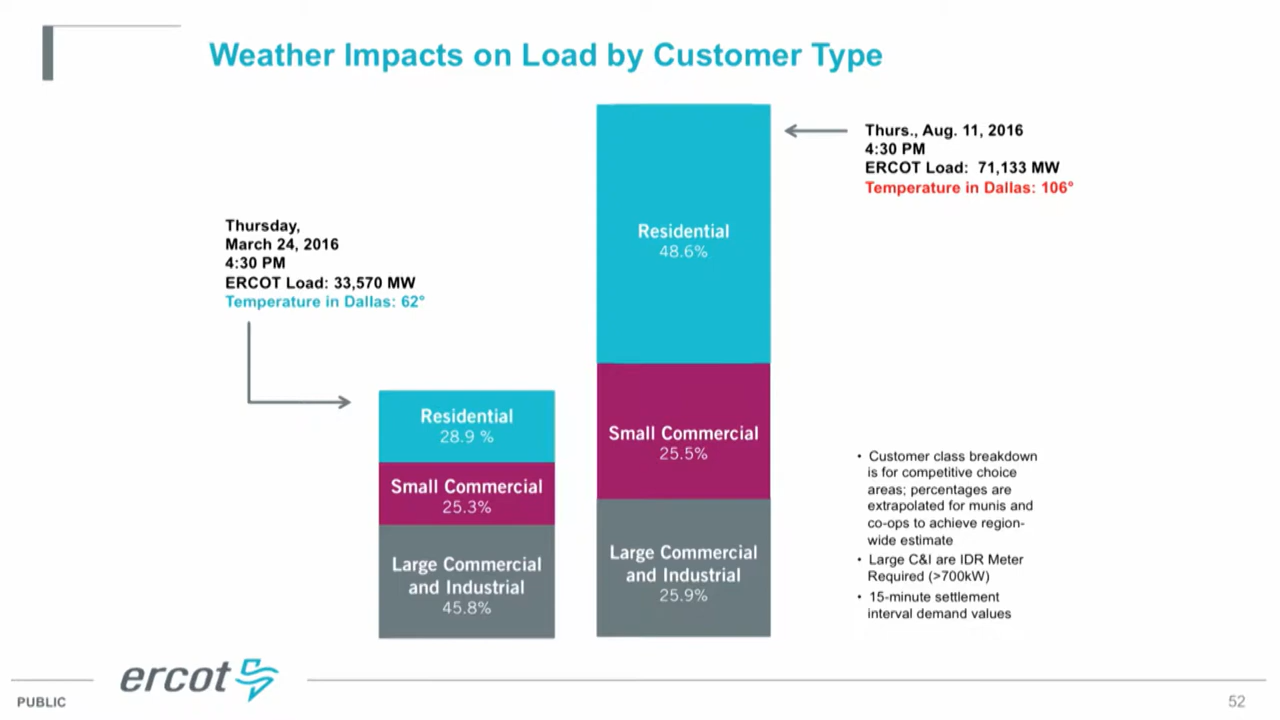 Weather Impacts on Load by Customer Type
Thursday,
March 24, 2016
4:30 PM
ERCOT Load: 33,570 MW
Temperature in Dallas: 62°
Residential
28.9 %
Small Commercial
25.3%
Large Commercial
and Industrial
45.8%
Residential
48.6%
Small Commercial
25.5%
Large Commercial
and Industrial
25.9%
Thurs., Aug. 11, 2016
4:30 PM
ERCOT Load: 71,133 MW
Temperature in Dallas: 106°
• Customer class breakdown
is for competitive choice
areas; percentages are
extrapolated for munis and
co-ops to achieve region-
wide estimate
• Large C&I are IDR Meter
Required (>700kW)
• 15-minute settlement
interval demand values
ercot
PUBLIC
52